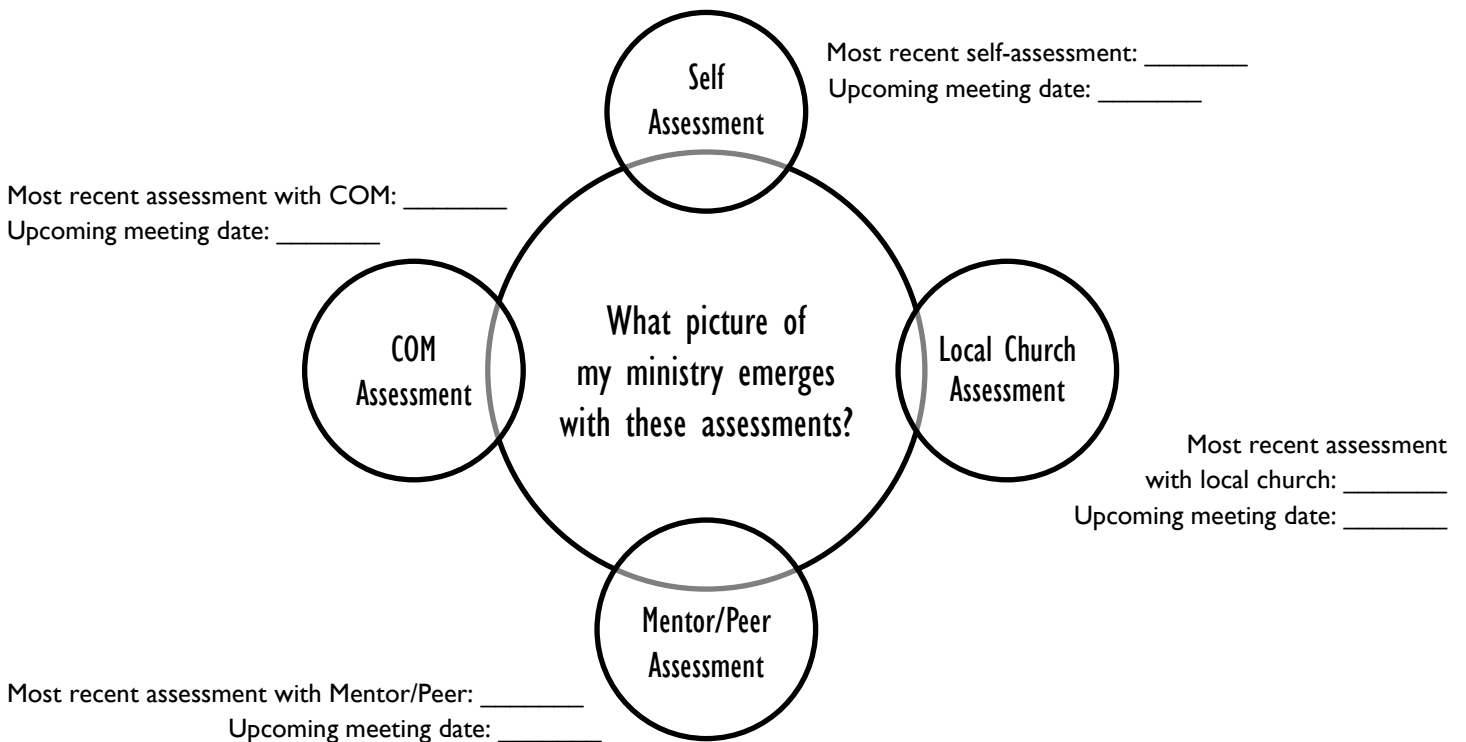 Self
Assessment
Most recent self-assessment: _______
Upcoming meeting date: _______
Most recent assessment with COM: _______
Upcoming meeting date: _______
COM
Assessment
What picture of
my ministry emerges
with these assessments?
Local Church
Assessment
Most recent assessment
with local church: _______
Upcoming meeting date: _______
Mentor/Peer
Assessment
Most recent assessment with Mentor/Peer: _______
Upcoming meeting date: _______